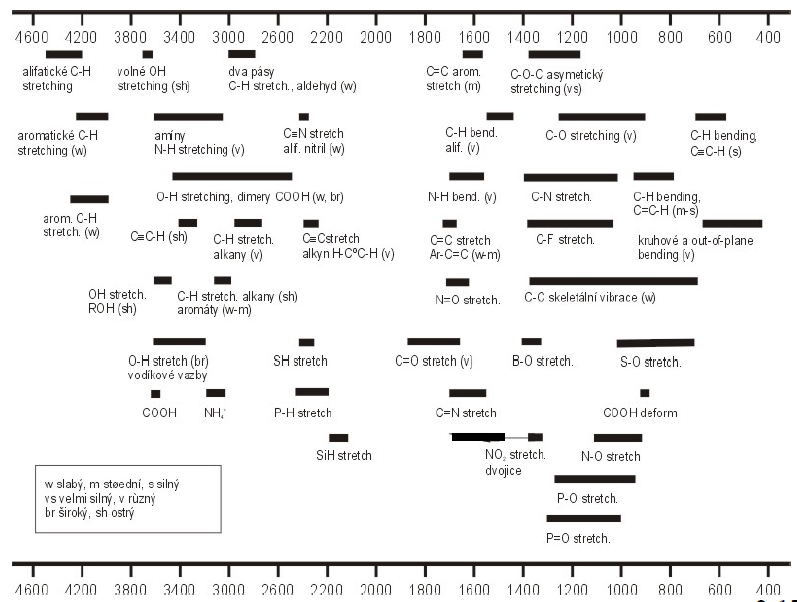 4600 4200 3800 3400 3000 2600 2200 2000 1800 1600 1400 1200 1000 800 600 400
alifatické C-H
stretching
volné OH
stretching (sh)
dva pásy
C-H stretch., aldehyd (w)
C=C arom.
stretch (m)
C-O-C asymetický
stretching (vs)
aromatické C-H
stretching (w)
amíny
N-H stretching (v)
C≡N stretch
alf. nitril (w)
C-H bend.
alif. (v)
C-O stretching (v)
C-H bending,
C≡C-H (s)
arom. C-H
stretch. (w)
O-H stretching, dimery COOH (w, br)
N-H bend. (v)
C-N stretch.
C-H bending,
C=C-H (m-s)
C≡C-H (sh)
C-H stretch.
alkany (v)
C≡Cstretch
alkyn H-CºC-H (v)
C=C stretch
Ar-C=C (w-m)
C-F stretch.
kruhové a out-of-plane
bending (v)
OH stretch.
ROH (sh)
C-H stretch. alkany (sh)
aromáty (w-m)
N=O stretch.
C-C skeletální vibrace (w)
O-H stretch (br)
vodíkové vazby
SH stretch
C=O stretch (v)
B-O stretch.
S-O stretch.
COOH
NH₄⁺
P-H stretch
C=N stretch
COOH deform
SiH stretch
NO₂ stretch.
dvojice
N-O stretch
P-O stretch.
P=O stretch.
w slabý, m støední, s silný
vs velmi silný, v rùzný
br široký, sh ostrý
4600 4200 3800 3400 3000 2600 2200 2000 1800 1600 1400 1200 1000 800 600 400